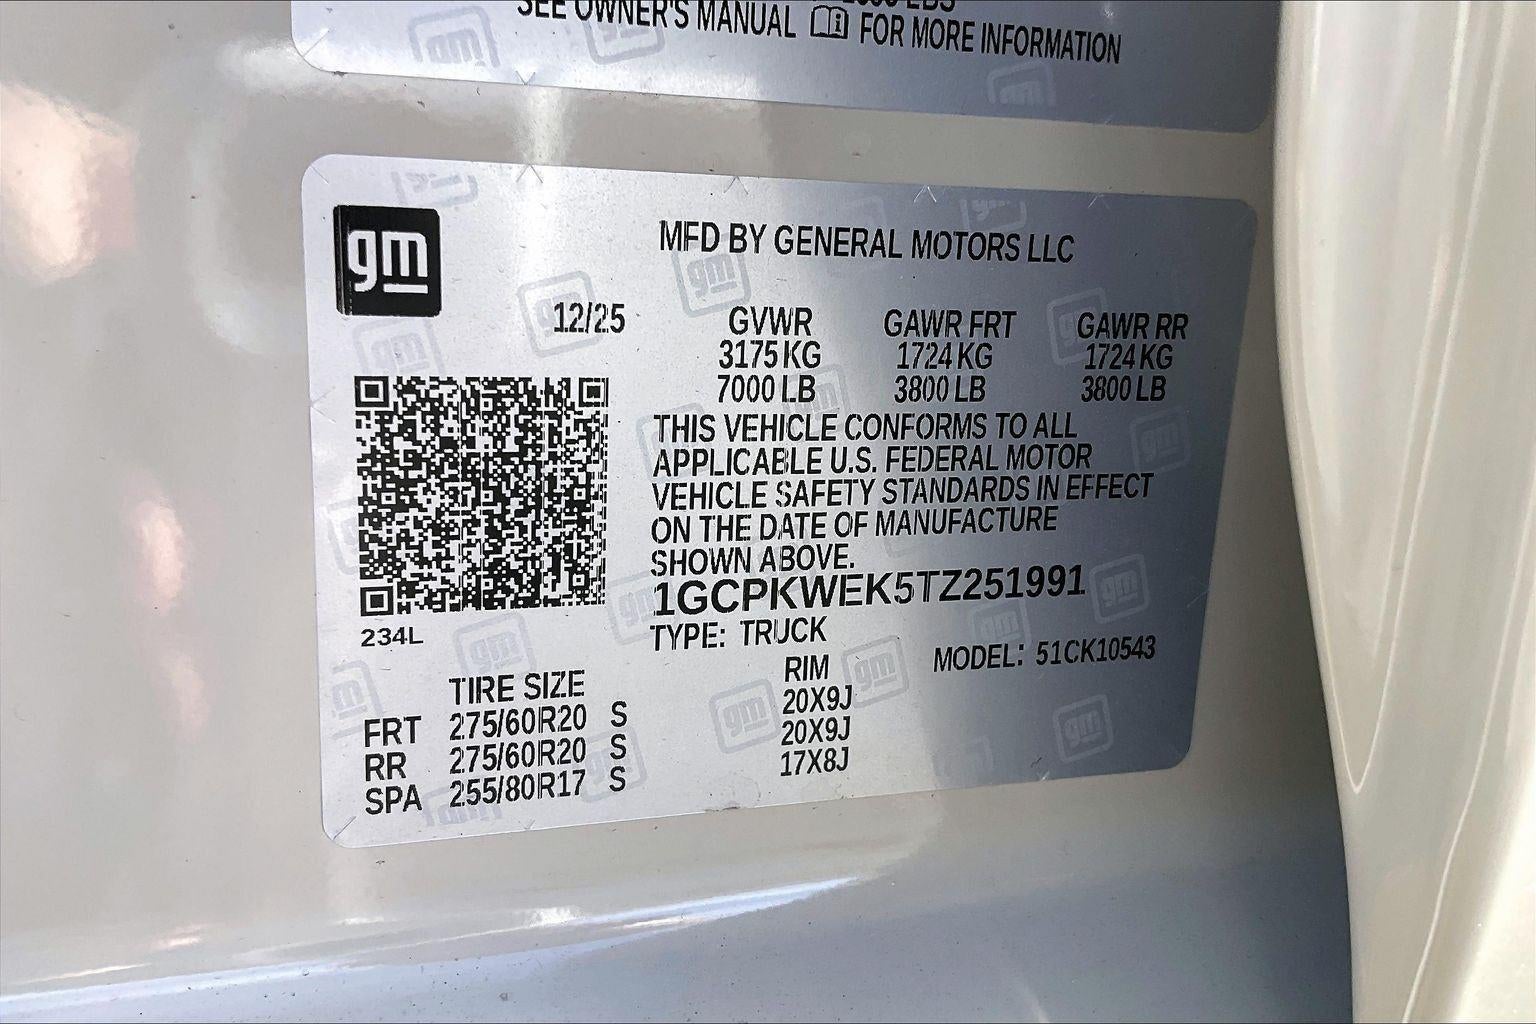 SEE OWNER'S MANUAL FOR MORE INFORMATION
gm
MFD BY GENERAL MOTORS LLC
12/25
GVWR GAWR FRT GAWR RR
3175 KG 1724 KG 1724 KG
7000 LB 3800 LB 3800 LB
THIS VEHICLE CONFORMS TO ALL
APPLICABLE U.S. FEDERAL MOTOR
VEHICLE SAFETY STANDARDS IN EFFECT
ON THE DATE OF MANUFACTURE
SHOWN ABOVE.
1GCPKWEK5TZ251991
234L
TYPE: TRUCK
MODEL: 51CK10543
TIRE SIZE RIM
FRT 275/60R20 S 20X9J
RR 275/60R20 S 20X9J
SPA 255/80R17 S 17X8J